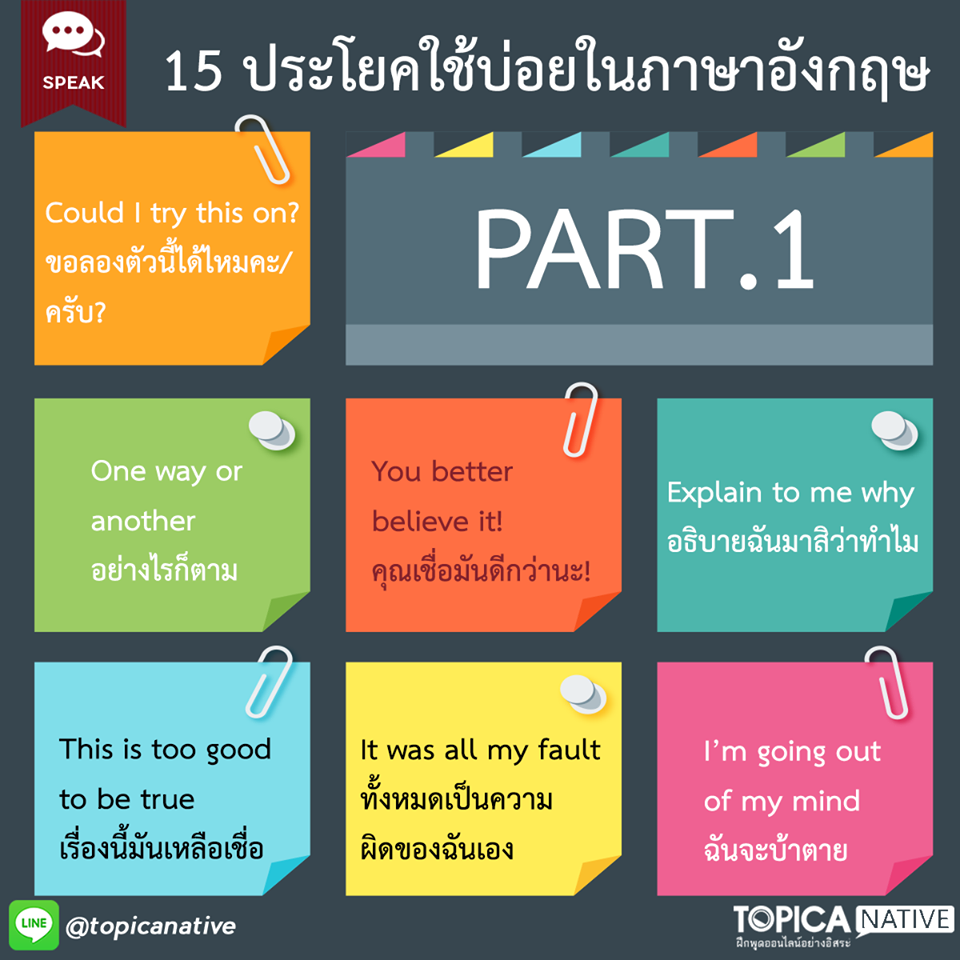 SPEAK
15 ประโยคใช้บ่อยในภาษาอังกฤษ
Could I try this on?
ขอลองตัวนี้ได้ไหมคะ/
ครับ?
PART.1
One way or
another
อย่างไรก็ตาม
You better
believe it!
คุณเชื่อมันดีกว่านะ!
Explain to me why
อธิบายฉันมาสิว่าทำไม
This is too good
to be true
เรื่องนี้มันเหลือเชื่อ
It was all my fault
ทั้งหมดเป็นความ
ผิดของฉันเอง
I'm going out
of my mind
ฉันจะบ้าตาย
LINE @topicanative
TOPICA NATIVE
ฝึกพูดออนไลน์อย่างอิสระ